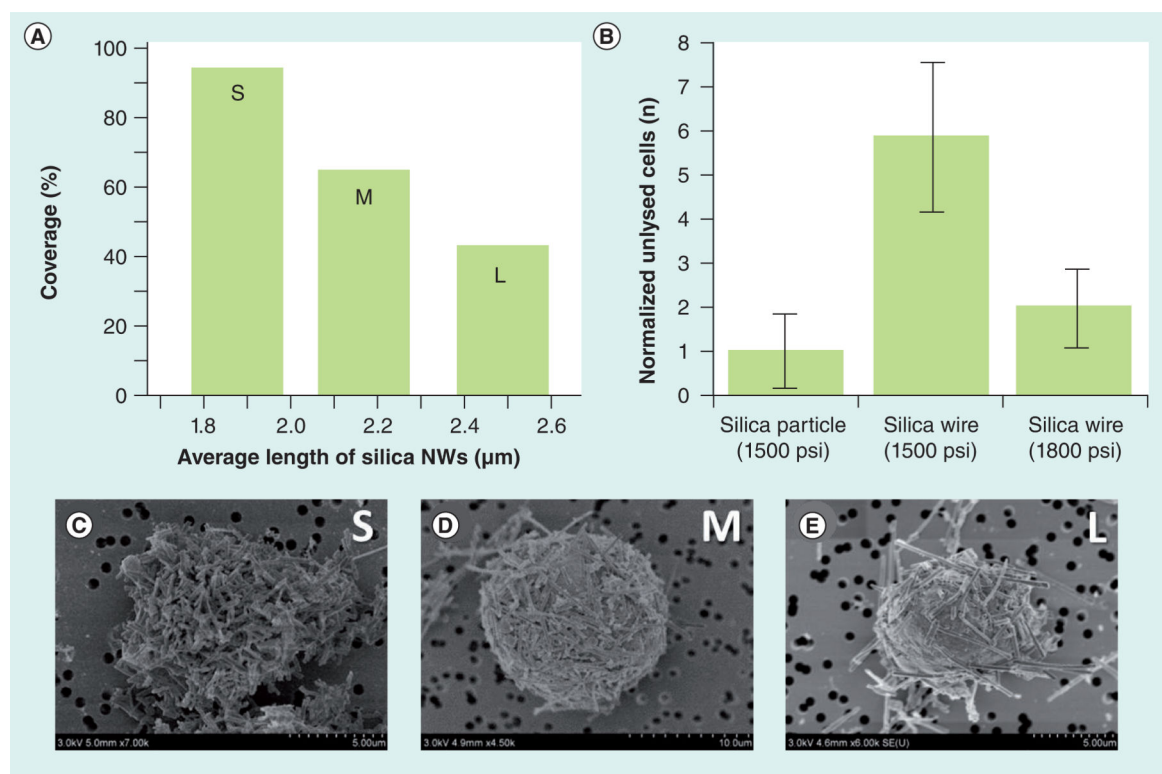 A
Coverage (%)
100
80
60
40
20
0
S
M
L
1.8 2.0 2.2 2.4 2.6
Average length of silica NWs (μm)
B
Normalized unlysed cells (n)
8
7
6
5
4
3
2
1
0
Silica particle
(1500 psi)
Silica wire
(1500 psi)
Silica wire
(1800 psi)
C
S
3.0kV 5.0mm x7.00k 5.00um
D
M
3.0kV 4.9mm x4.50k 10.0um
E
L
3.0kV 4.6mm x6.00k SE(U) 5.00um